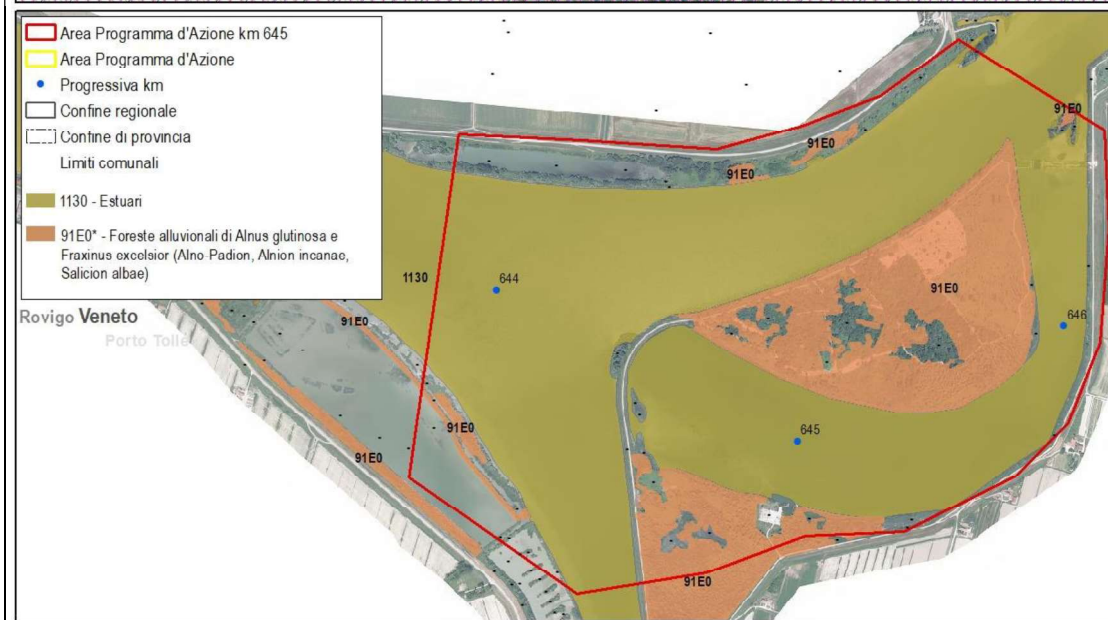 Area Programma d'Azione km 645
Area Programma d'Azione
Progressiva km
Confine regionale
Confine di provincia
Limiti comunali
1130 - Estuari
91E0* - Foreste alluvionali di Alnus glutinosa e
Fraxinus excelsior (Alno-Padion, Alnion incanae,
Salicion albae)
91E0
91E0
91E0
1130
644
91E0
646
Rovigo Veneto
91E0
Porto Tolle
91E0
645
91E0
91E0